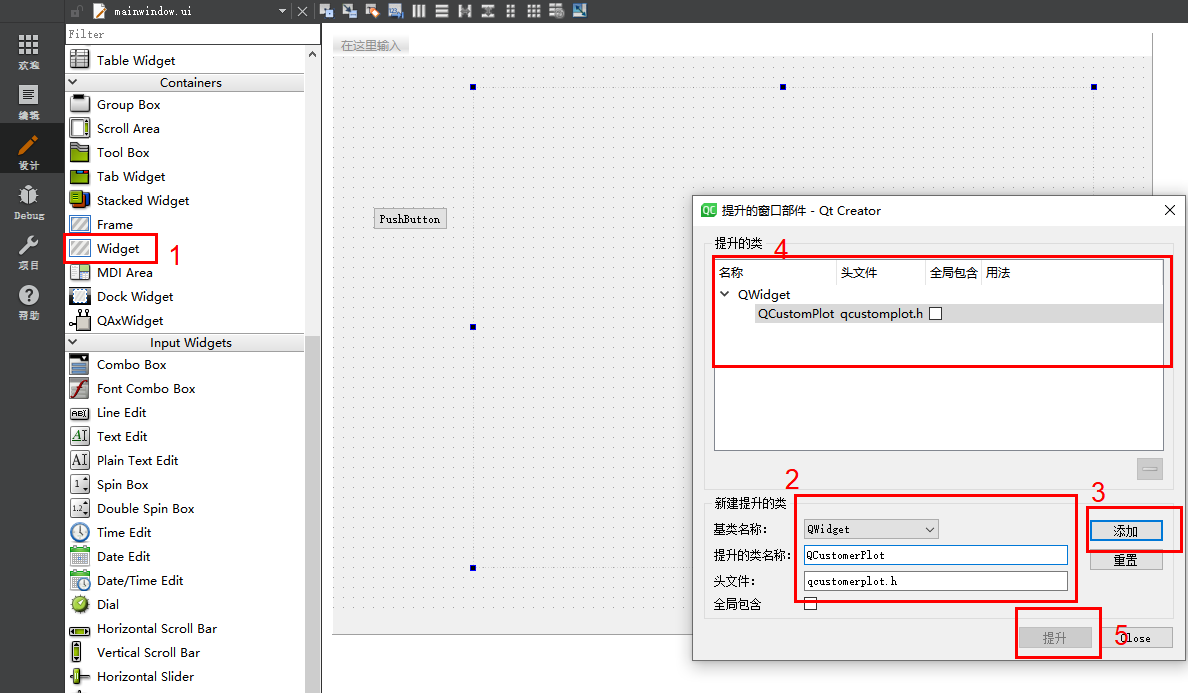 mainwindow.ui
Filter
欢迎
编辑
设计
Debug
项目
帮助
Table Widget
Containers
Group Box
Scroll Area
Tool Box
Tab Widget
Stacked Widget
Frame
Widget
1
MDI Area
Dock Widget
QAxWidget
Input Widgets
Combo Box
Font Combo Box
Line Edit
Text Edit
Plain Text Edit
Spin Box
Double Spin Box
Time Edit
Date Edit
Date/Time Edit
Dial
Horizontal Scroll Bar
Vertical Scroll Bar
Horizontal Slider
在这里输入
PushButton
提升的窗口部件 - Qt Creator
提升的类
4
名称 头文件 全局包含 用法
QWidget
QCustomPlot qcustomplot.h
2
3
新建提升的类
基类名称: QWidget
添加
提升的类名称: QCustomerPlot
重置
头文件: qcustomerplot.h
全局包含
提升
5
Close